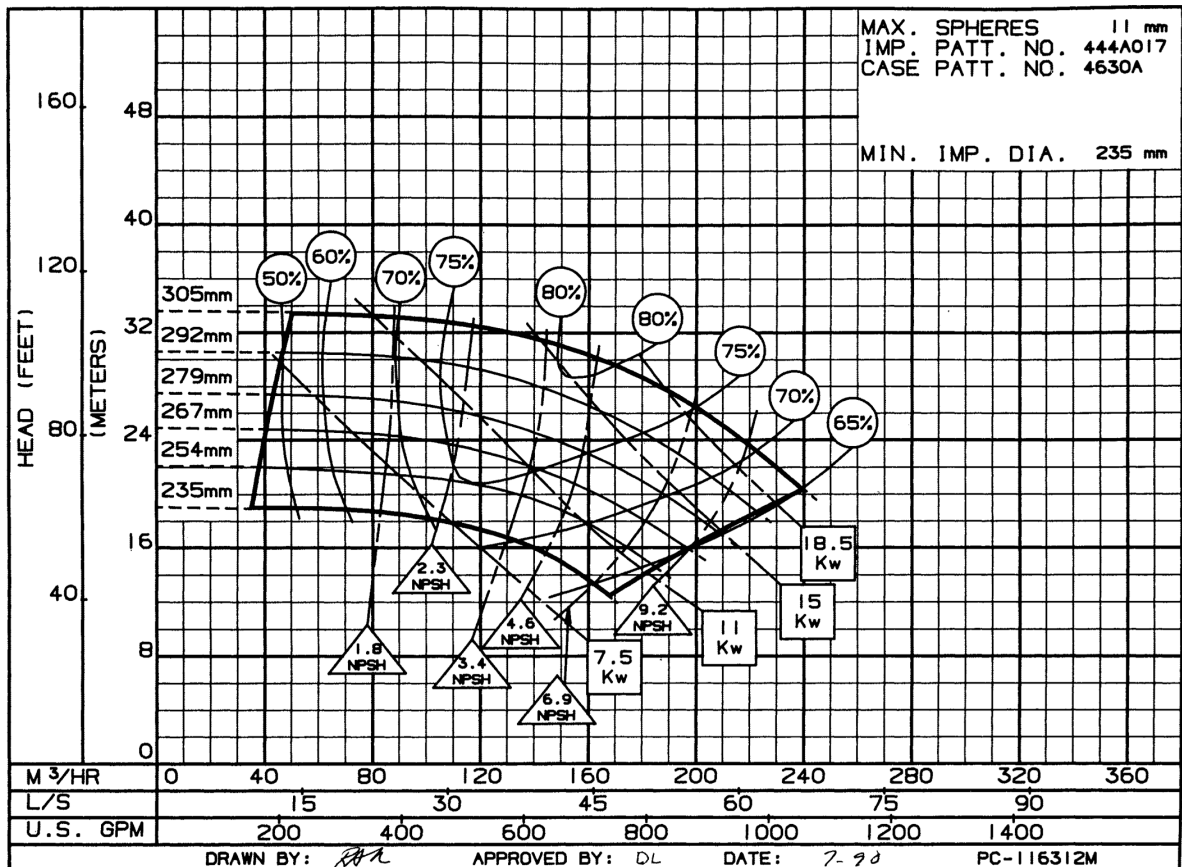 MAX. SPHERES 11 mm
IMP. PATT. NO. 444A017
CASE PATT. NO. 4630A
MIN. IMP. DIA. 235 mm
HEAD (FEET)
(METERS)
160
120
80
40
48
40
32
24
16
8
0
50%
60%
70%
75%
80%
80%
75%
70%
65%
305mm
292mm
279mm
267mm
254mm
235mm
1.8 NPSH
2.3 NPSH
3.4 NPSH
4.6 NPSH
6.9 NPSH
9.2 NPSH
7.5 Kw
11 Kw
15 Kw
18.5 Kw
M³/HR 0 40 80 120 160 200 240 280 320 360
L/S 15 30 45 60 75 90
U.S. GPM 200 400 600 800 1000 1200 1400
DRAWN BY: APPROVED BY: DL DATE: 7-90 PC-116312M